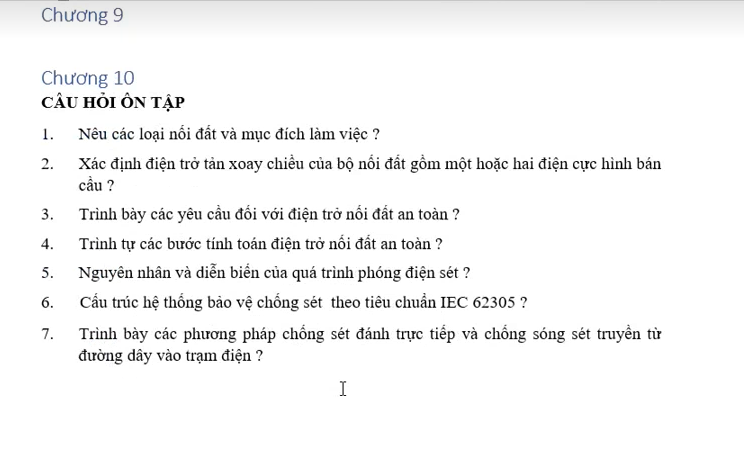 Chương 9
Chương 10
CÂU HỎI ÔN TẬP
1. Nêu các loại nối đất và mục đích làm việc ?
2. Xác định điện trở tản xoay chiều của bộ nối đất gồm một hoặc hai điện cực hình bán
cầu ?
3. Trình bày các yêu cầu đối với điện trở nối đất an toàn ?
4. Trình tự các bước tính toán điện trở nối đất an toàn ?
5. Nguyên nhân và diễn biến của quá trình phóng điện sét ?
6. Cấu trúc hệ thống bảo vệ chống sét theo tiêu chuẩn IEC 62305 ?
7. Trình bày các phương pháp chống sét đánh trực tiếp và chống sóng sét truyền từ
đường dây vào trạm điện ?